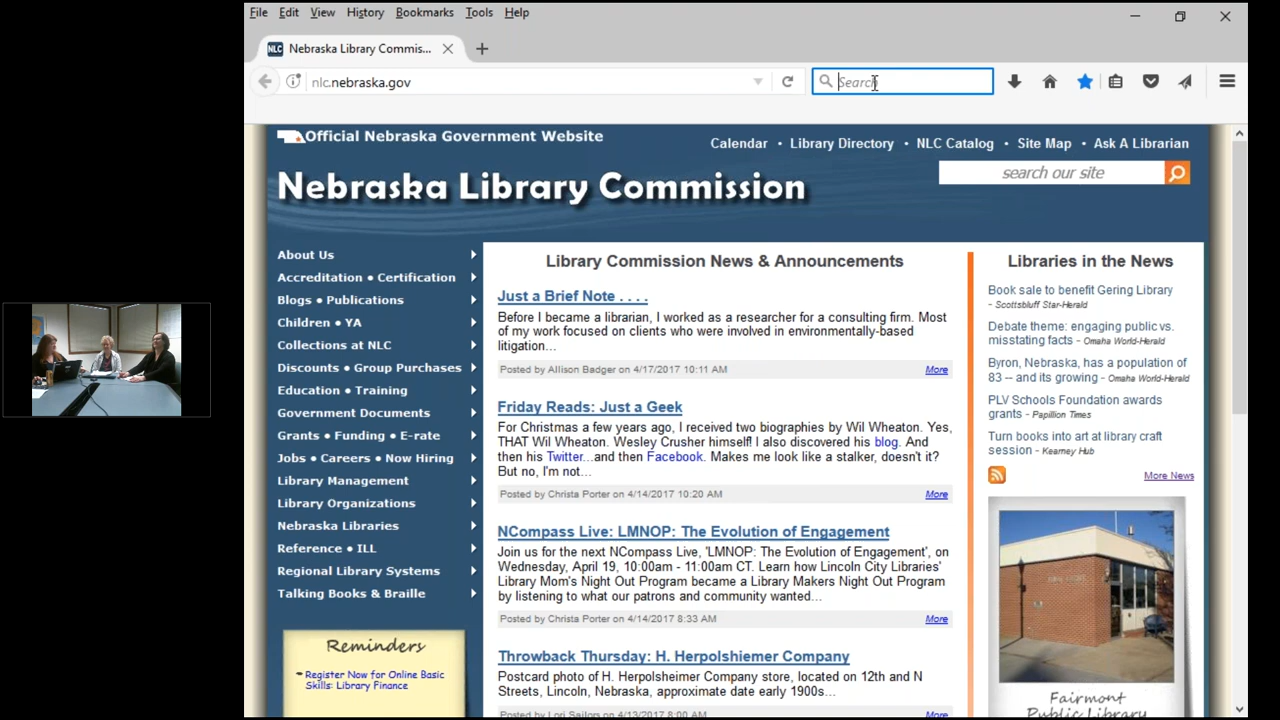 File Edit View History Bookmarks Tools Help
NLC Nebraska Library Commis...
nlc.nebraska.gov
Search
Official Nebraska Government Website
Calendar • Library Directory • NLC Catalog • Site Map • Ask A Librarian
Nebraska Library Commission
search our site
About Us
Accreditation • Certification
Blogs • Publications
Children • YA
Collections at NLC
Discounts • Group Purchases
Education • Training
Government Documents
Grants • Funding • E-rate
Jobs • Careers • Now Hiring
Library Management
Library Organizations
Nebraska Libraries
Reference • ILL
Regional Library Systems
Talking Books & Braille
Reminders
Register Now for Online Basic
Skills: Library Finance
Library Commission News & Announcements
Just a Brief Note . . . .
Before I became a librarian, I worked as a researcher for a consulting firm. Most
of my work focused on clients who were involved in environmentally-based
litigation…
Posted by Allison Badger on 4/17/2017 10:11 AM
More
Friday Reads: Just a Geek
For Christmas a few years ago, I received two biographies by Wil Wheaton. Yes,
THAT Wil Wheaton. Wesley Crusher himself! I also discovered his blog. And
then his Twitter…and then Facebook. Makes me look like a stalker, doesn't it?
But no, I'm not…
Posted by Christa Porter on 4/14/2017 10:20 AM
More
NCompass Live: LMNOP: The Evolution of Engagement
Join us for the next NCompass Live, 'LMNOP: The Evolution of Engagement', on
Wednesday, April 19, 10:00am - 11:00am CT. Learn how Lincoln City Libraries'
Library Mom's Night Out Program became a Library Makers Night Out Program
by listening to what our patrons and community wanted…
Posted by Christa Porter on 4/14/2017 8:33 AM
More
Throwback Thursday: H. Herpolshiemer Company
Postcard photo of H. Herpolsheimer Company store, located on 12th and N
Streets, Lincoln, Nebraska, approximate date early 1900s…
Posted by Lori Sailors on 4/13/2017 8:00 AM
More
Libraries in the News
Book sale to benefit Gering Library
- Scottsbluff Star-Herald
Debate theme: engaging public vs.
misstating facts - Omaha World-Herald
Byron, Nebraska, has a population of
83 -- and its growing - Omaha World-Herald
PLV Schools Foundation awards
grants - Papillion Times
Turn books into art at library craft
session - Kearney Hub
More News
Fairmont
Public Library